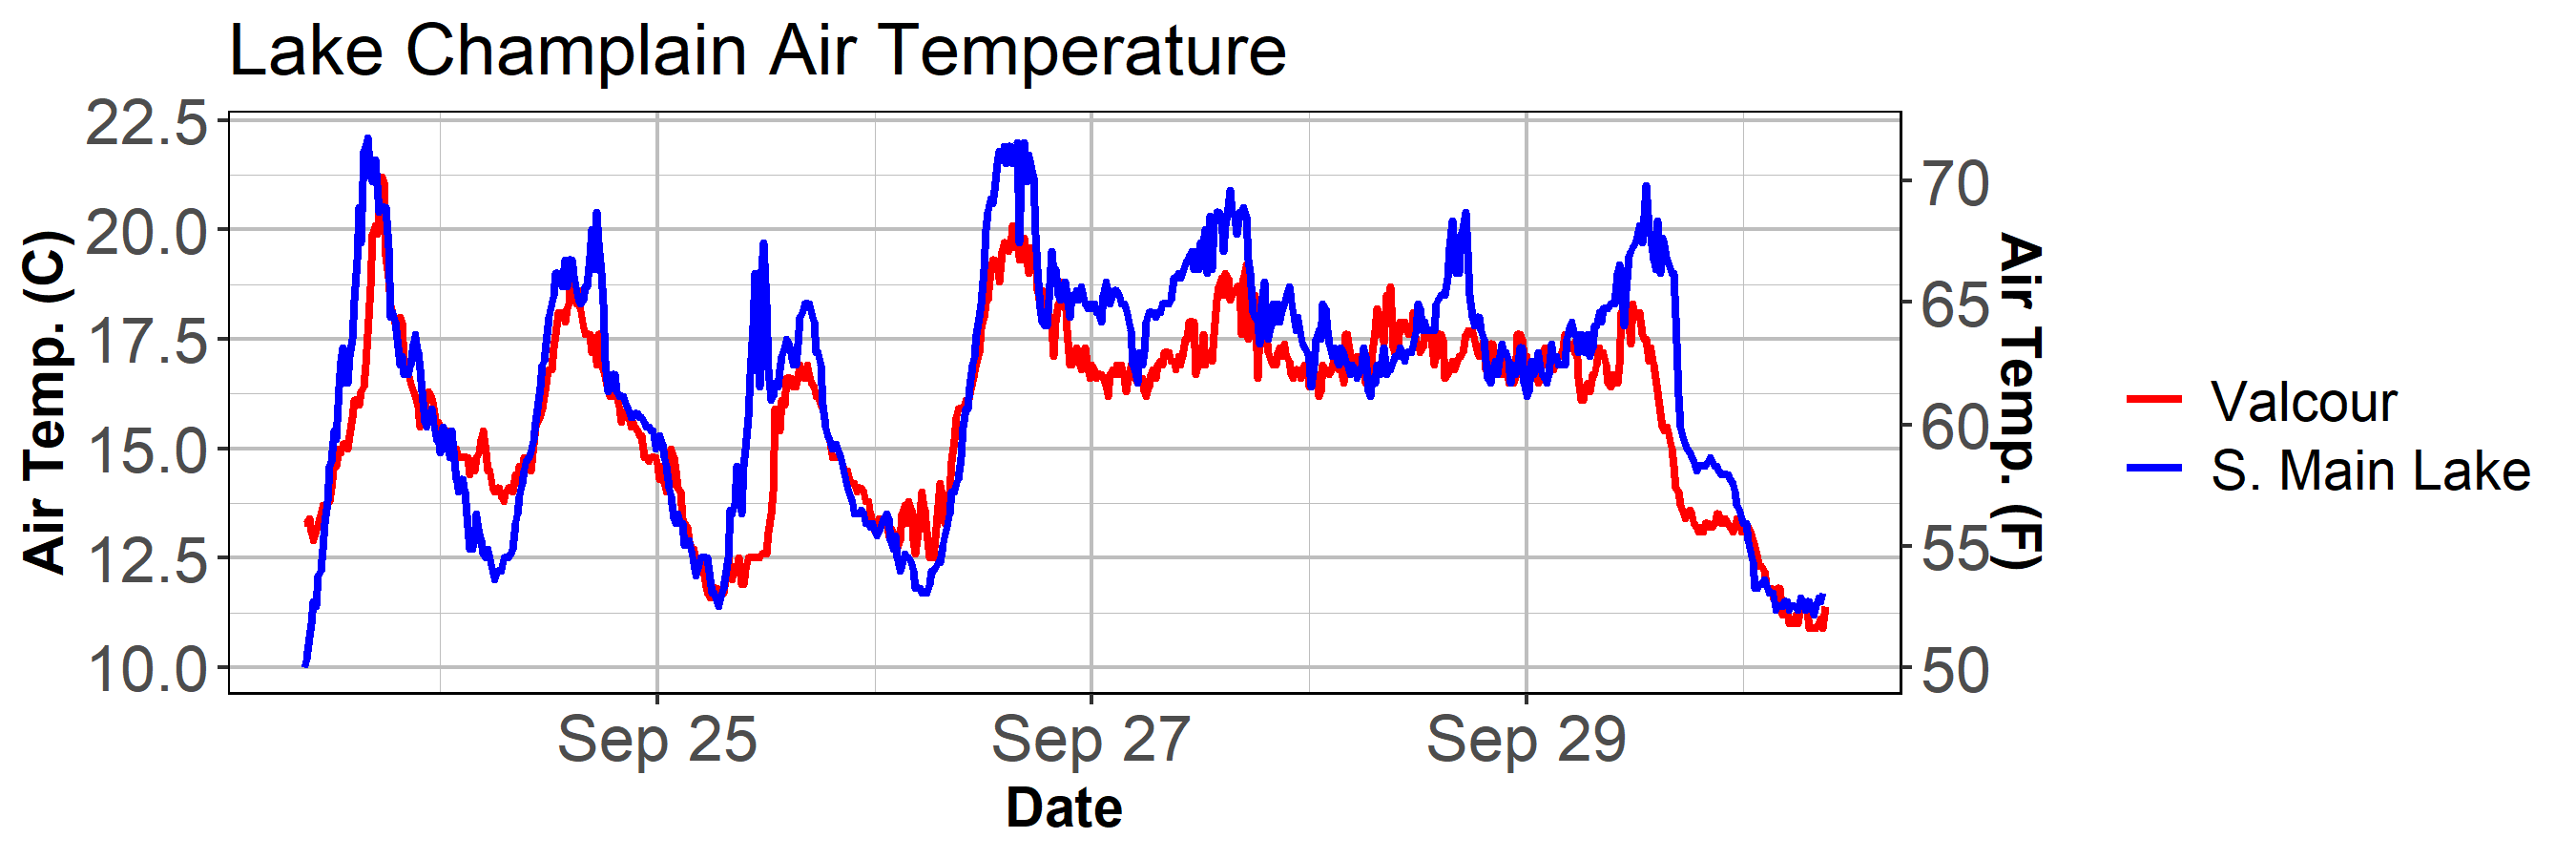 Lake Champlain Air Temperature
Air Temp. (C)
22.5
20.0
17.5
15.0
12.5
10.0
70
65
60
55
50
Air Temp. (F)
Sep 25
Sep 27
Sep 29
Date
Valcour
S. Main Lake